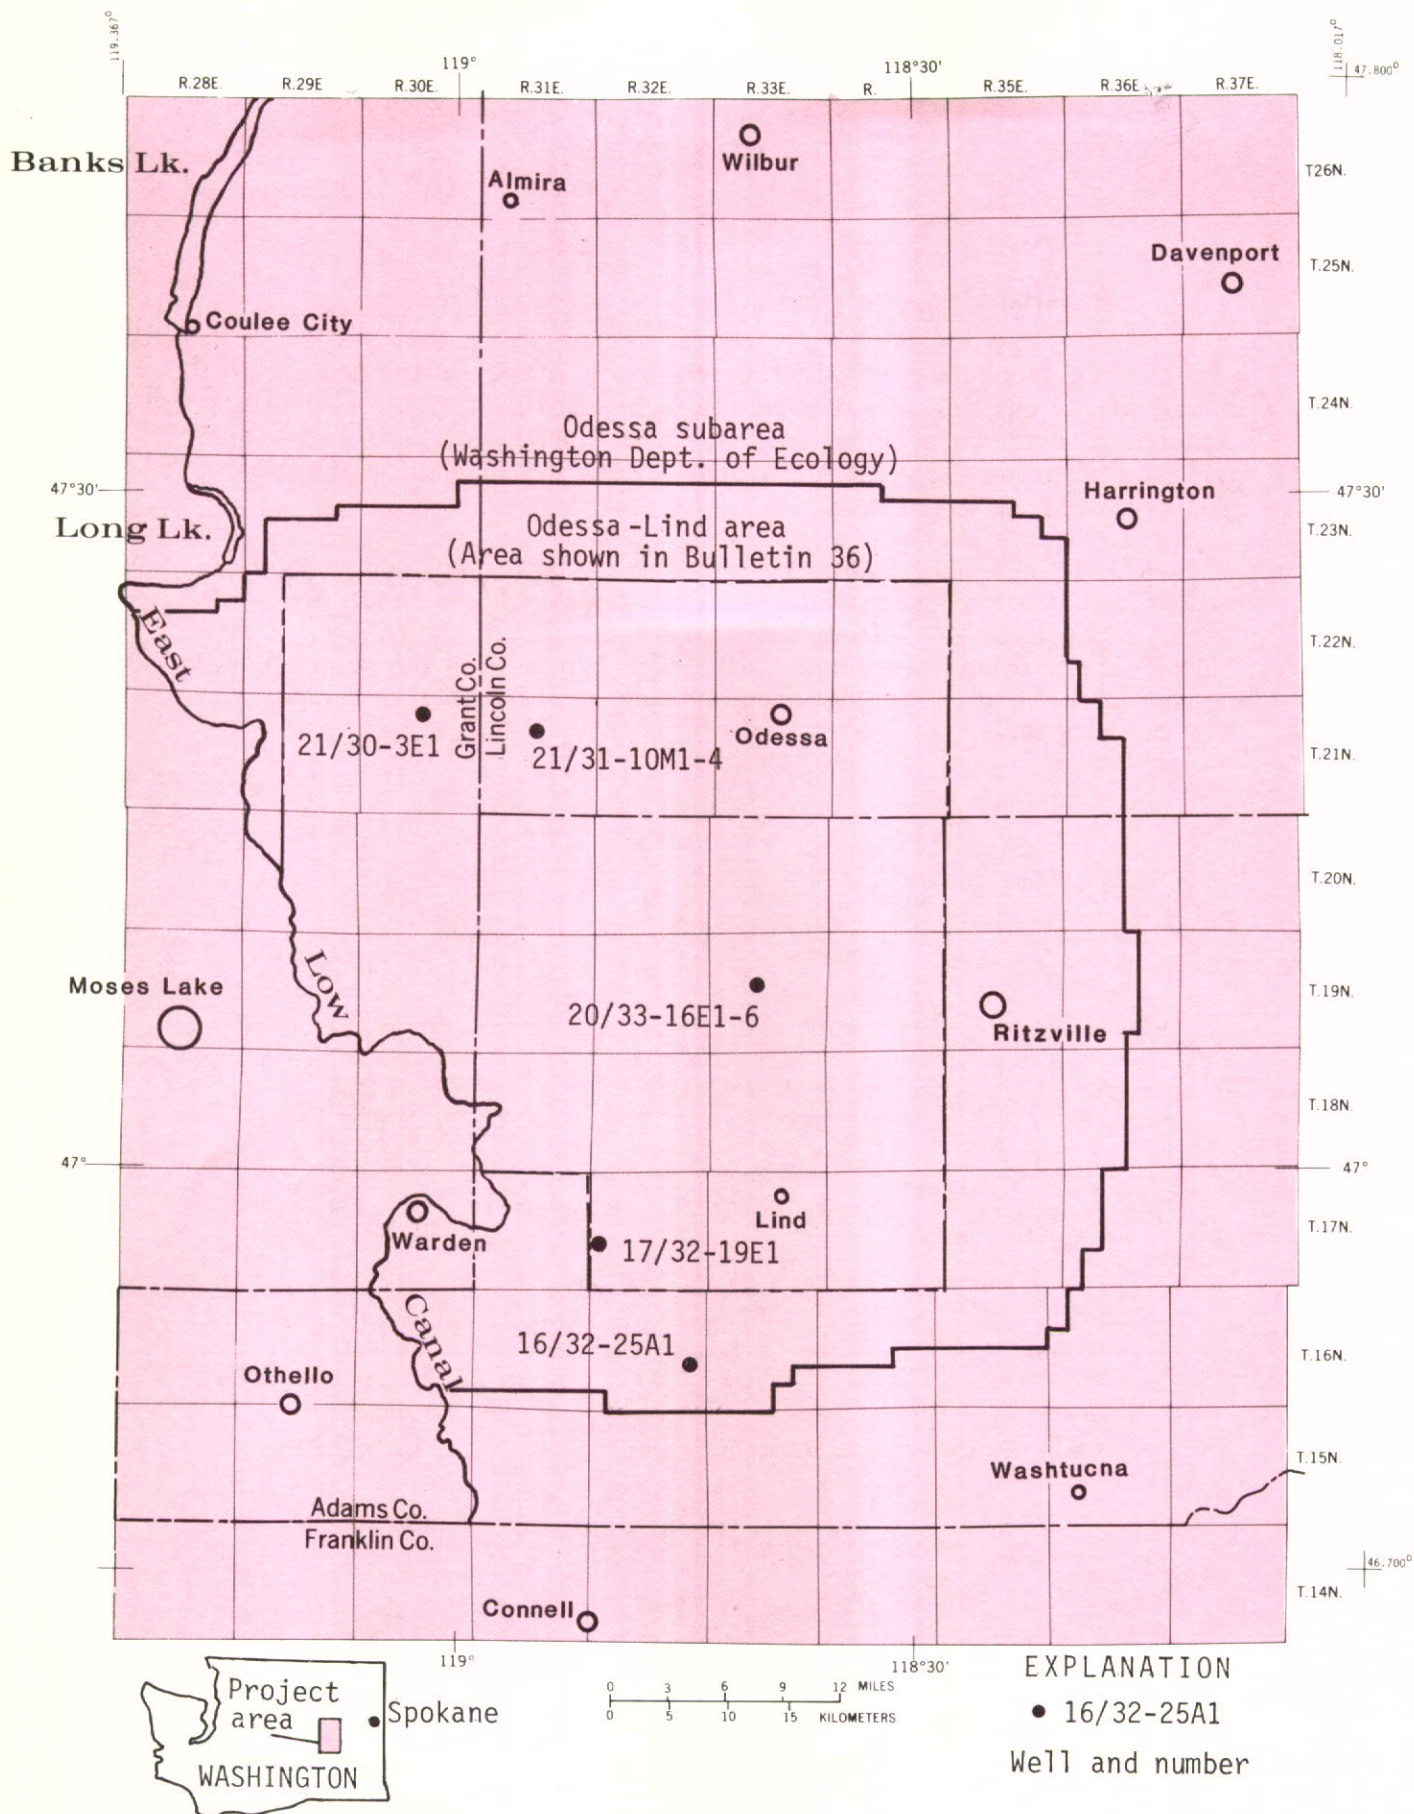 119.367°
118.017°
119°
118°30'
47.800°
R.28E.
R.29E
R.30E.
R.31E.
R.32E.
R.33E.
R.
R.35E.
R.36E
R.37E.
Banks Lk.
Wilbur
T26N.
Almira
Davenport
T.25N.
Coulee City
T.24N.
Odessa subarea
(Washington Dept. of Ecology)
47°30'
Harrington
47°30'
Long Lk.
Odessa-Lind area
T.23N.
(Area shown in Bulletin 36)
East
Grant Co.
Lincoln Co.
T.22N.
21/30-3E1
21/31-10M1-4
Odessa
T.21N.
T.20N.
Low
Moses Lake
20/33-16E1-6
T.19N.
Ritzville
T.18N.
47°
47°
Warden
Lind
T.17N.
17/32-19E1
Canal
16/32-25A1
T.16N.
Othello
T.15N.
Washtucna
Adams Co.
Franklin Co.
46.700°
T.14N.
Connell
119°
118°30'
Project
area
Spokane
WASHINGTON
0 3 6 9 12 MILES
0 5 10 15 KILOMETERS
EXPLANATION
16/32-25A1
Well and number